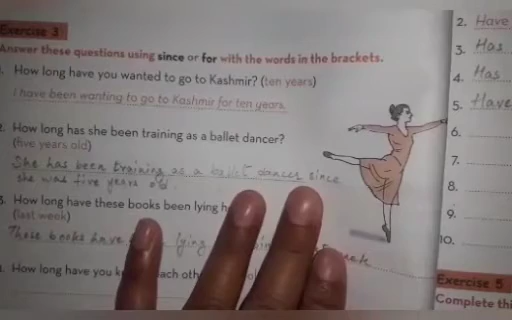 Exercise 3
Answer these questions using since or for with the words in the brackets.
How long have you wanted to go to Kashmir? (ten years)
I have been wanting to go to Kashmir for ten years.
How long has she been training as a ballet dancer?
(five years old)
She has been training as a ballet dancer since
she was five years old.
3. How long have these books been lying
(last week)
These books have lying
How long have you
2. Have
3. Has
4. Has
5. Have
6.
7.
8.
9.
10.
Exercise 5
Complete